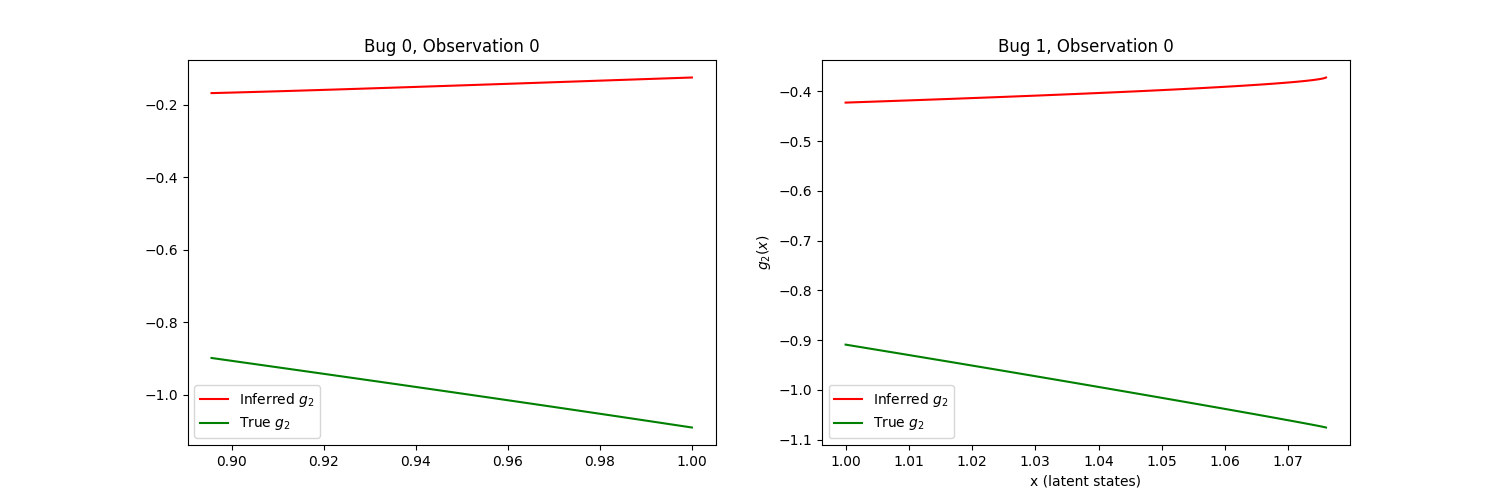 Bug 0, Observation 0
−0.2
−0.4
−0.6
−0.8
−1.0
Inferred g₂
True g₂
0.90 0.92 0.94 0.96 0.98 1.00
Bug 1, Observation 0
g₂(x)
−0.4
−0.5
−0.6
−0.7
−0.8
−0.9
−1.0
−1.1
Inferred g₂
True g₂
1.00 1.01 1.02 1.03 1.04 1.05 1.06 1.07
x (latent states)